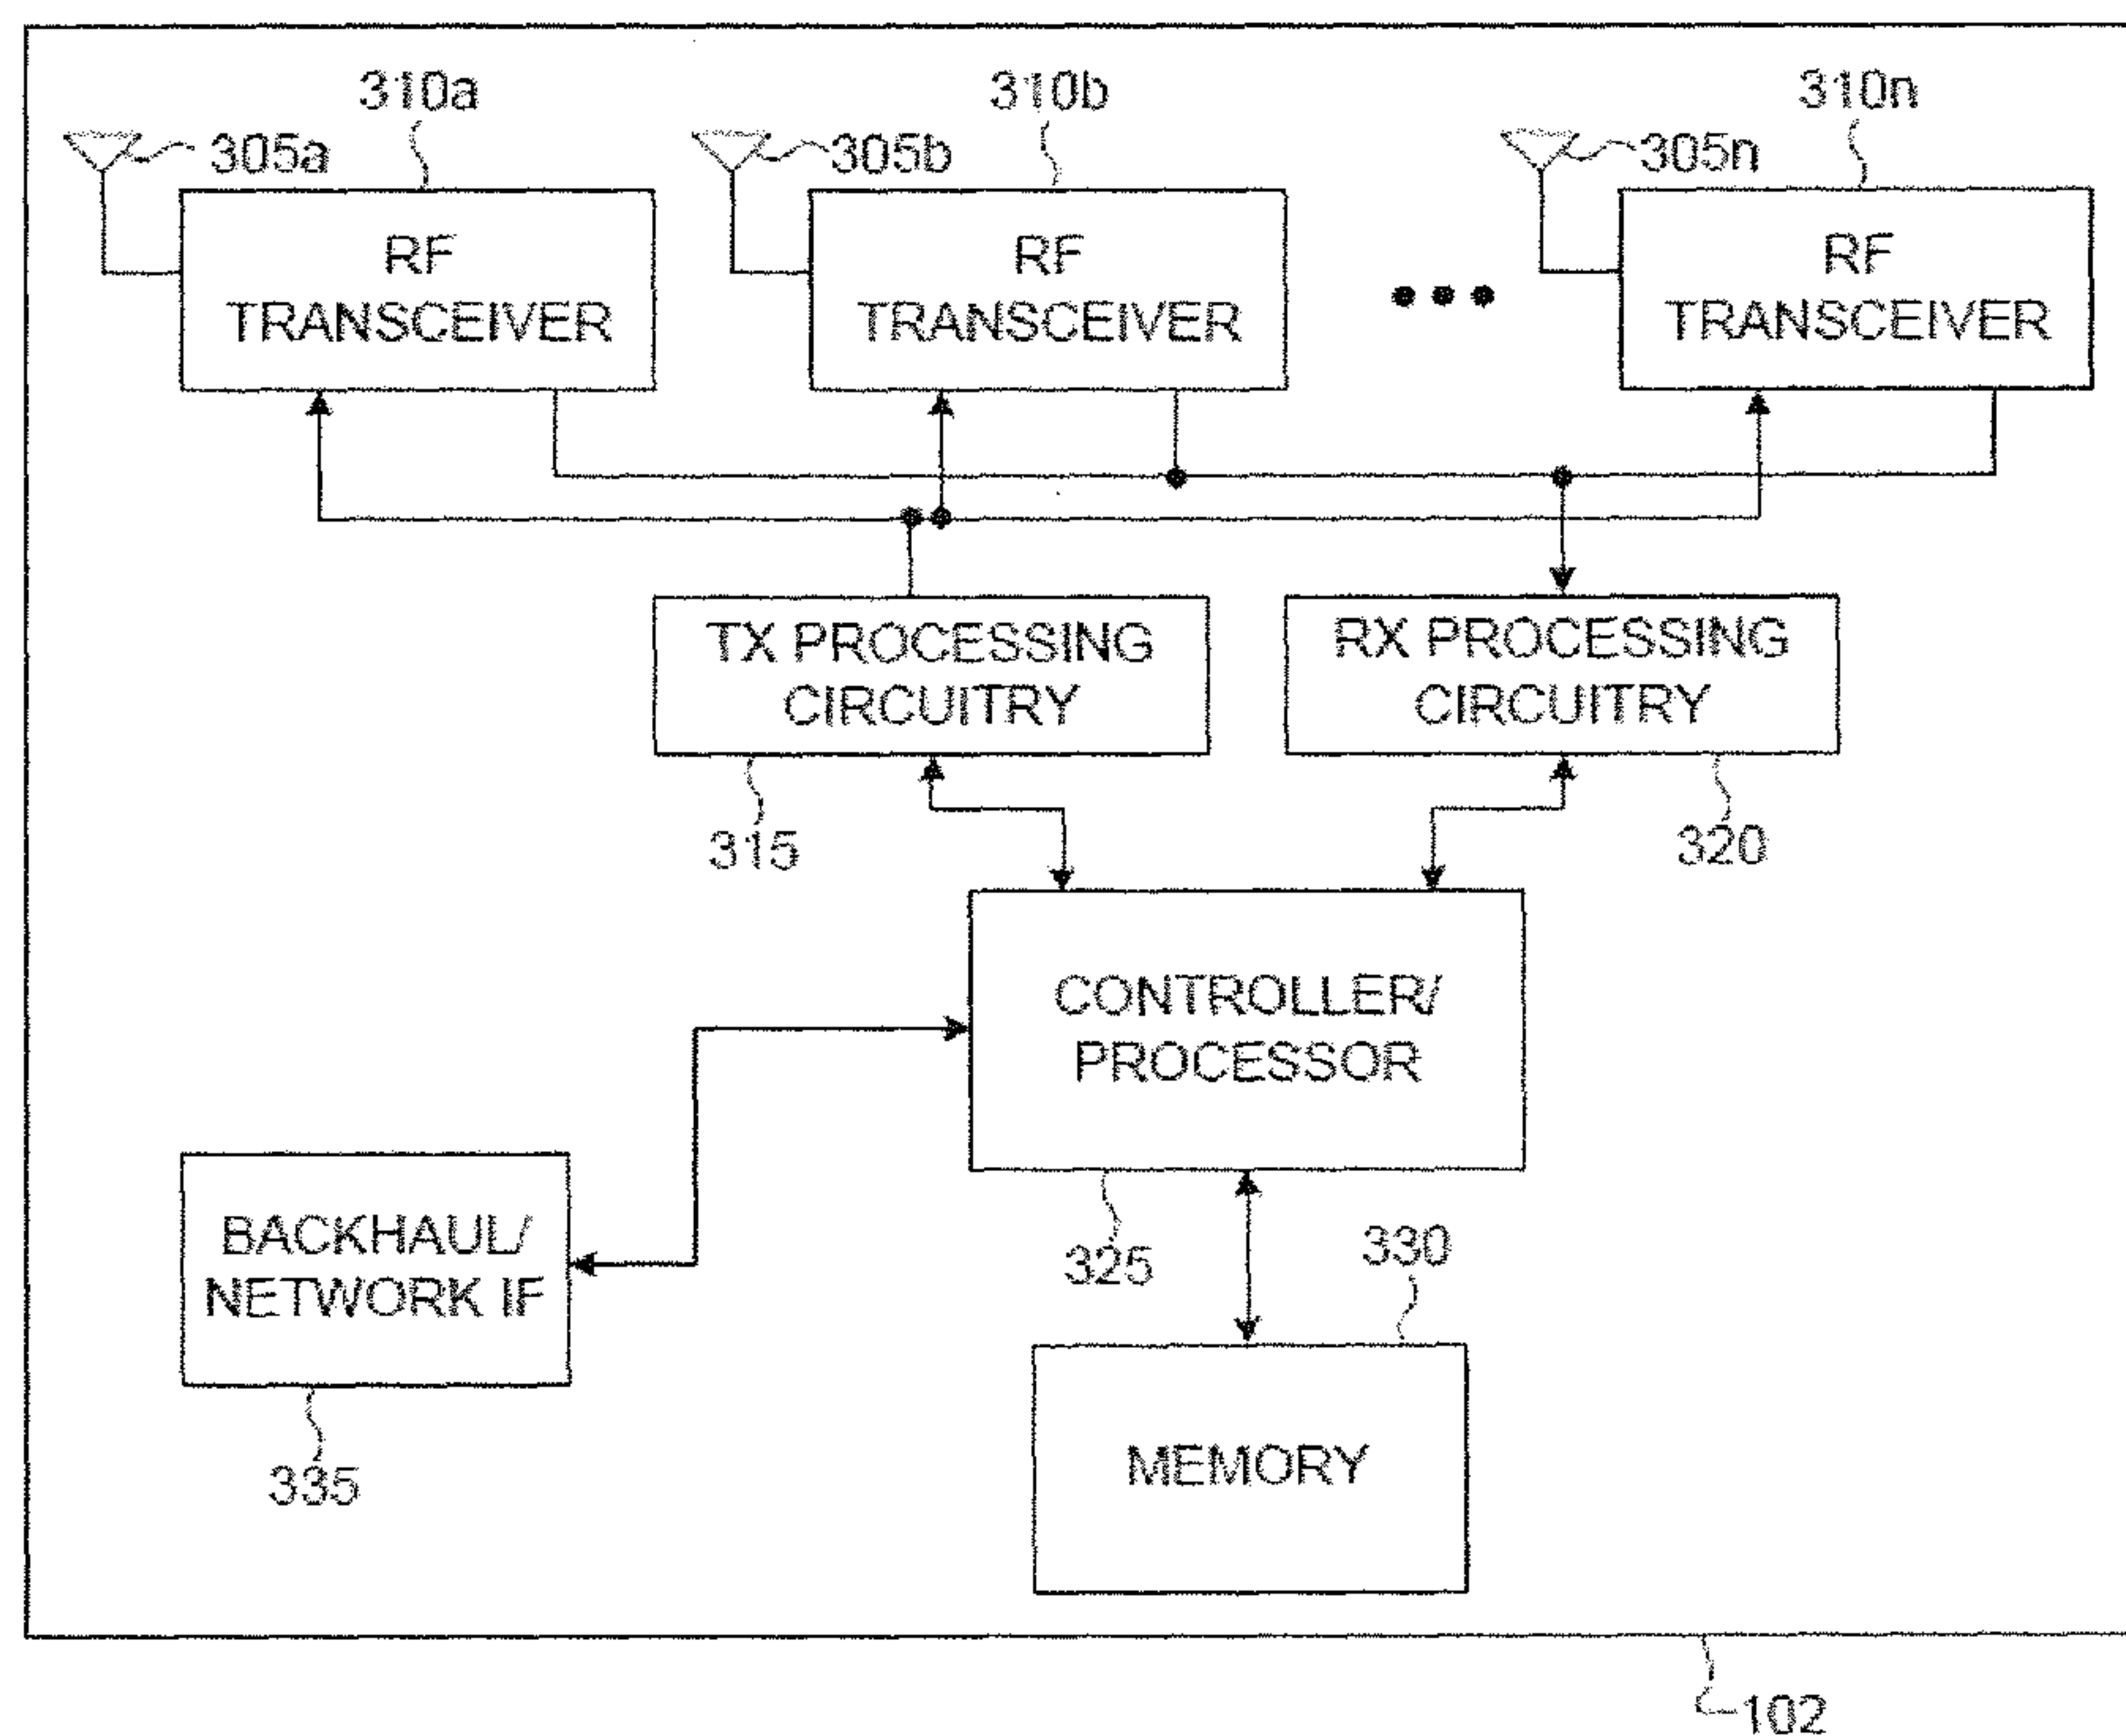 310a
310b
310n
305a
305b
305n
RF
TRANSCEIVER
RF
TRANSCEIVER
RF
TRANSCEIVER
TX PROCESSING
CIRCUITRY
RX PROCESSING
CIRCUITRY
315
320
CONTROLLER/
PROCESSOR
BACKHAUL/
NETWORK IF
325
330
335
MEMORY
102